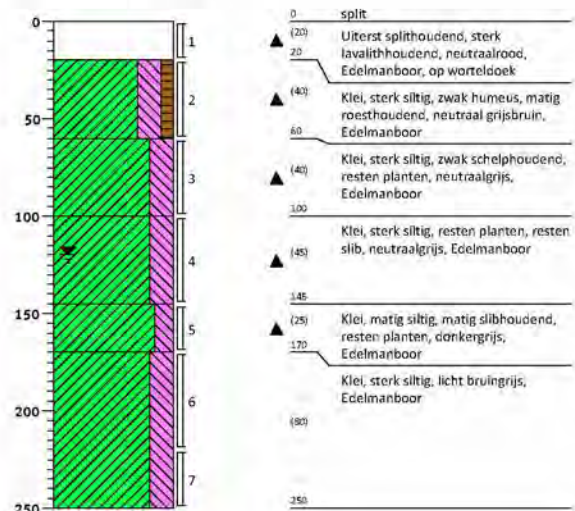 0
50
100
150
200
250
1
2
3
4
5
6
7
0 split
(20) Uiterst splithoudend, sterk
lavalithhoudend, neutraalrood,
20 Edelmanboor, op worteldoek
(40) Klei, sterk siltig, zwak humeus, matig
roesthoudend, neutraal grijsbruin,
60 Edelmanboor
Klei, sterk siltig, zwak schelphoudend,
(40) resten planten, neutraalgrijs,
Edelmanboor
100
Klei, sterk siltig, resten planten, resten
slib, neutraalgrijs, Edelmanboor
(45)
145
(25) Klei, matig siltig, matig slibhoudend,
resten planten, donkergrijs,
170 Edelmanboor
Klei, sterk siltig, licht bruingrijs,
Edelmanboor
(80)
250